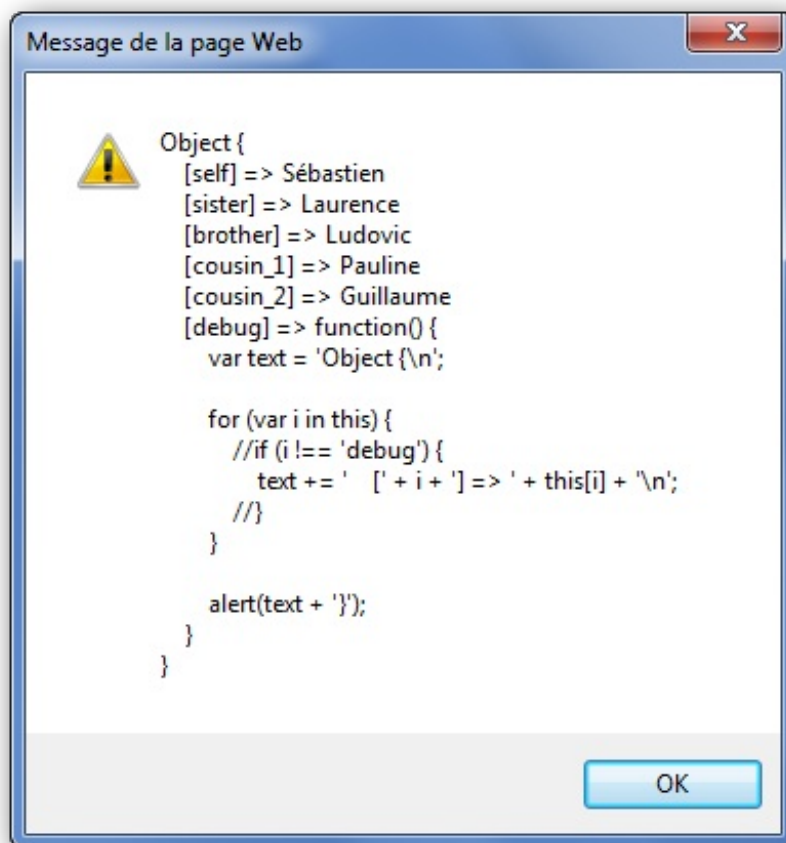 Message de la page Web
Object {
[self] => Sébastien
[sister] => Laurence
[brother] => Ludovic
[cousin_1] => Pauline
[cousin_2] => Guillaume
[debug] => function() {
var text = 'Object {\n';
for (var i in this) {
//if (i !== 'debug') {
text += '   [' + i + '] => ' + this[i] + '\n';
//}
}
alert(text + '}');
}
}
OK